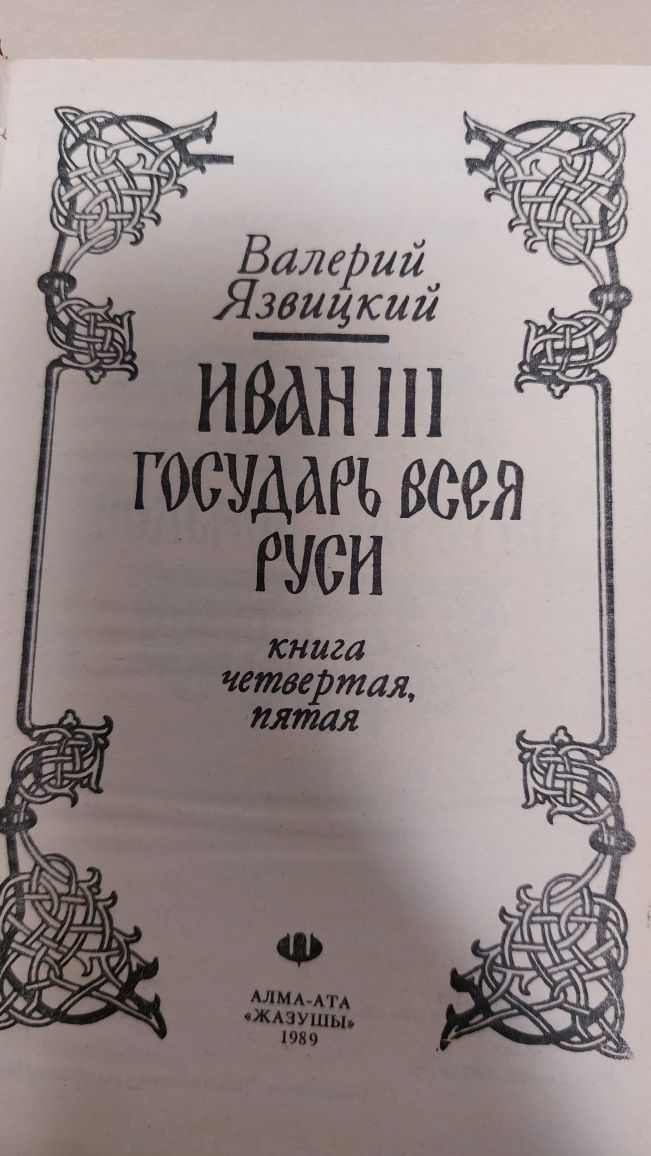 Валерий
Язвицкий
ИВАН III
ГОСУДАРЬ ВСЕЯ
РУСИ
книга
четвертая,
пятая
АЛМА-АТА
«ЖАЗУШЫ»
1989